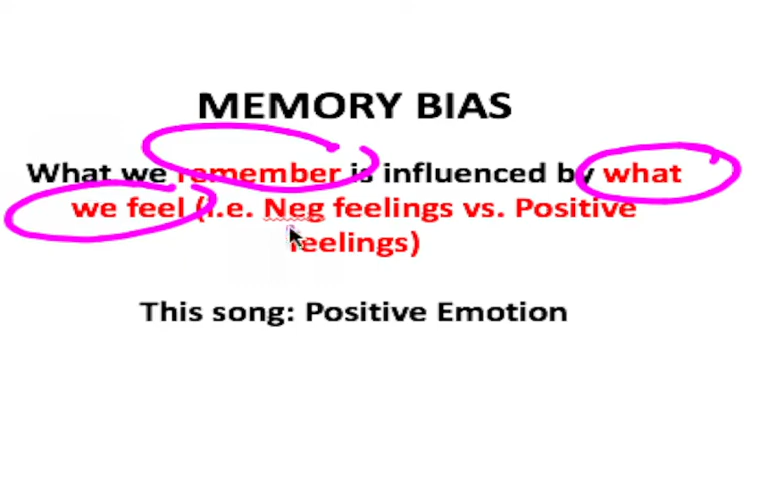 MEMORY BIAS
What we remember is influenced by what
we feel (i.e. Neg feelings vs. Positive
feelings)
This song: Positive Emotion